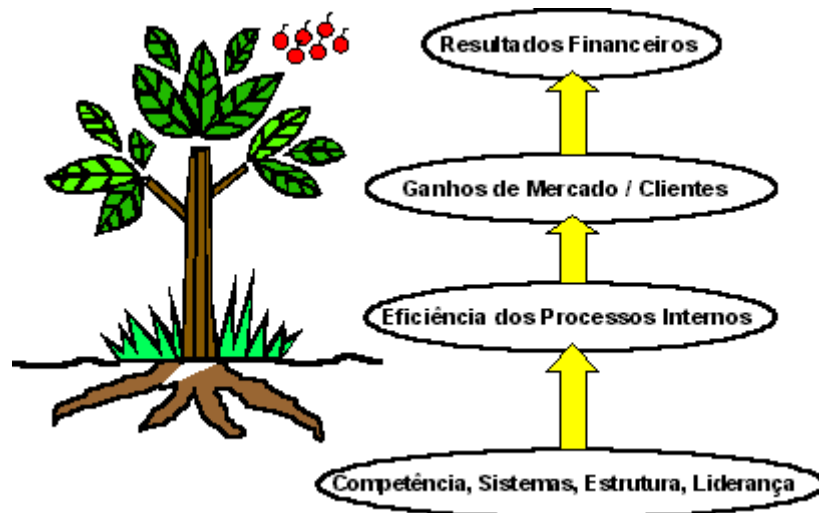 Resultados Financeiros
Ganhos de Mercado / Clientes
Eficiência dos Processos Internos
Competência, Sistemas, Estrutura, Liderança